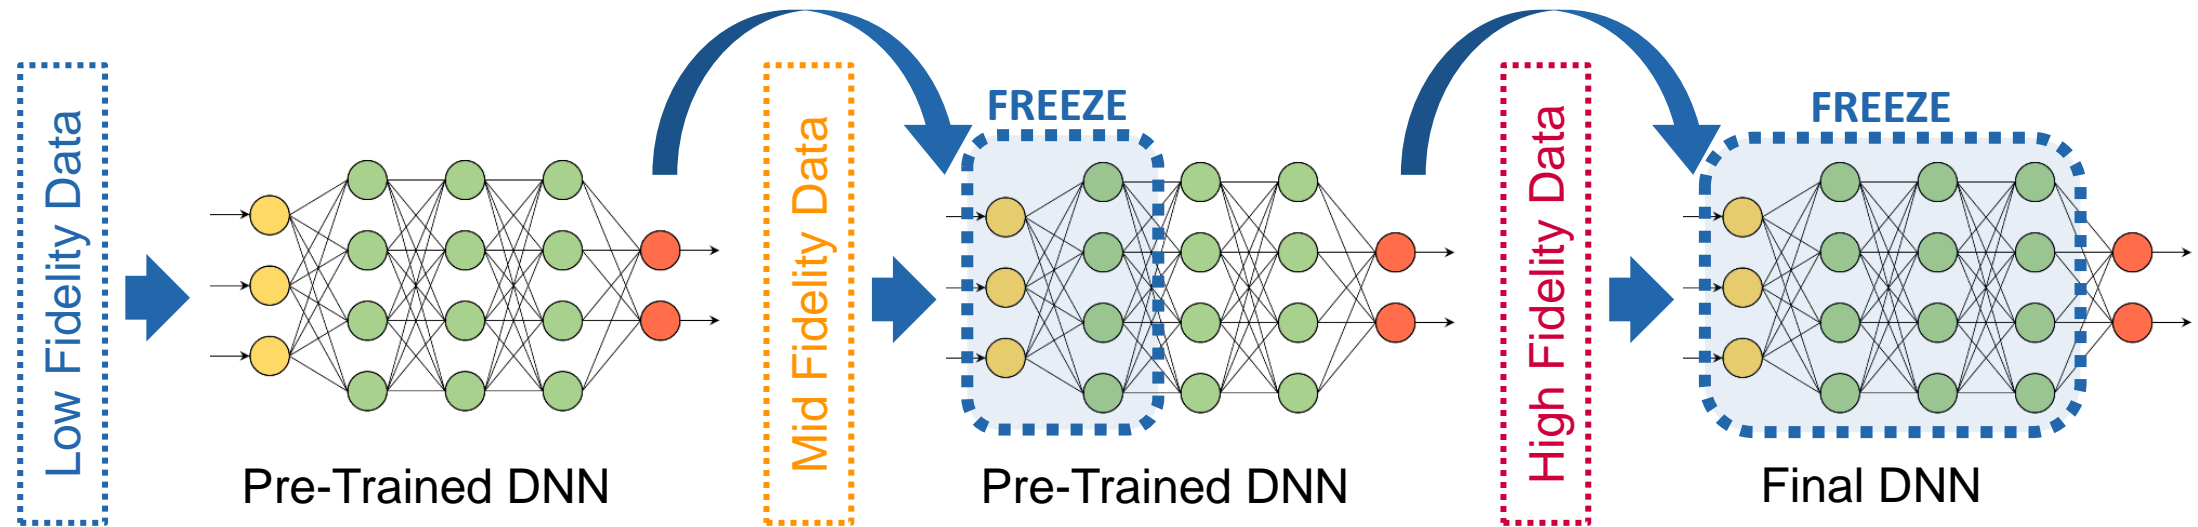 Low Fidelity Data
Pre-Trained DNN
Mid Fidelity Data
FREEZE
Pre-Trained DNN
High Fidelity Data
FREEZE
Final DNN